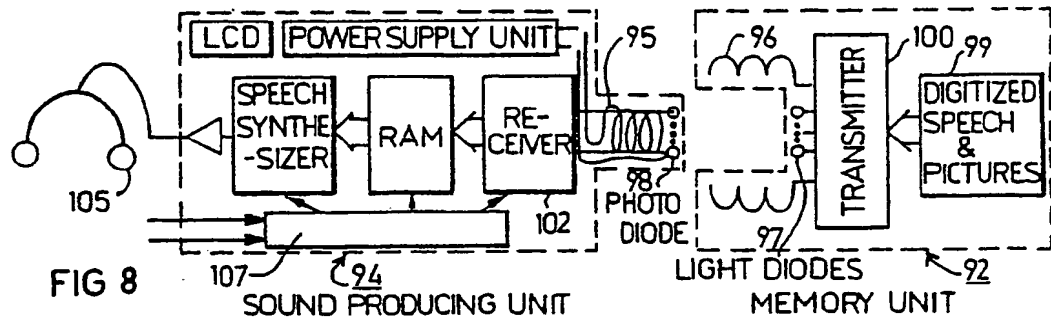 LCD
POWER SUPPLY UNIT
95
96
100
99
SPEECH
SYNTHE
-SIZER
RAM
RE-
CEIVER
TRANSMITTER
DIGITIZED
SPEECH
&
PICTURES
105
102
98
PHOTO
DIODE
97
107
94
92
LIGHT DIODES
FIG 8
SOUND PRODUCING UNIT
MEMORY UNIT